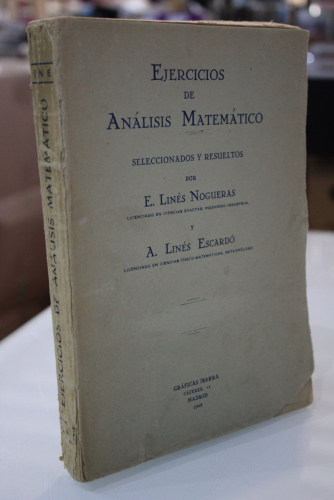 EJERCICIOS
DE
ANÁLISIS MATEMÁTICO
SELECCIONADOS Y RESUELTOS
POR
E. LINÉS NOGUERAS
LICENCIADO EN CIENCIAS EXACTAS, INGENIERO INDUSTRIAL
Y
A. LINÉS ESCARDÓ
LICENCIADO EN CIENCIAS FÍSICO-MATEMÁTICAS, METEORÓLOGO
GRÁFICAS IBARRA
MADRID
EJERCICIOS DE ANÁLISIS MATEMÁTICO